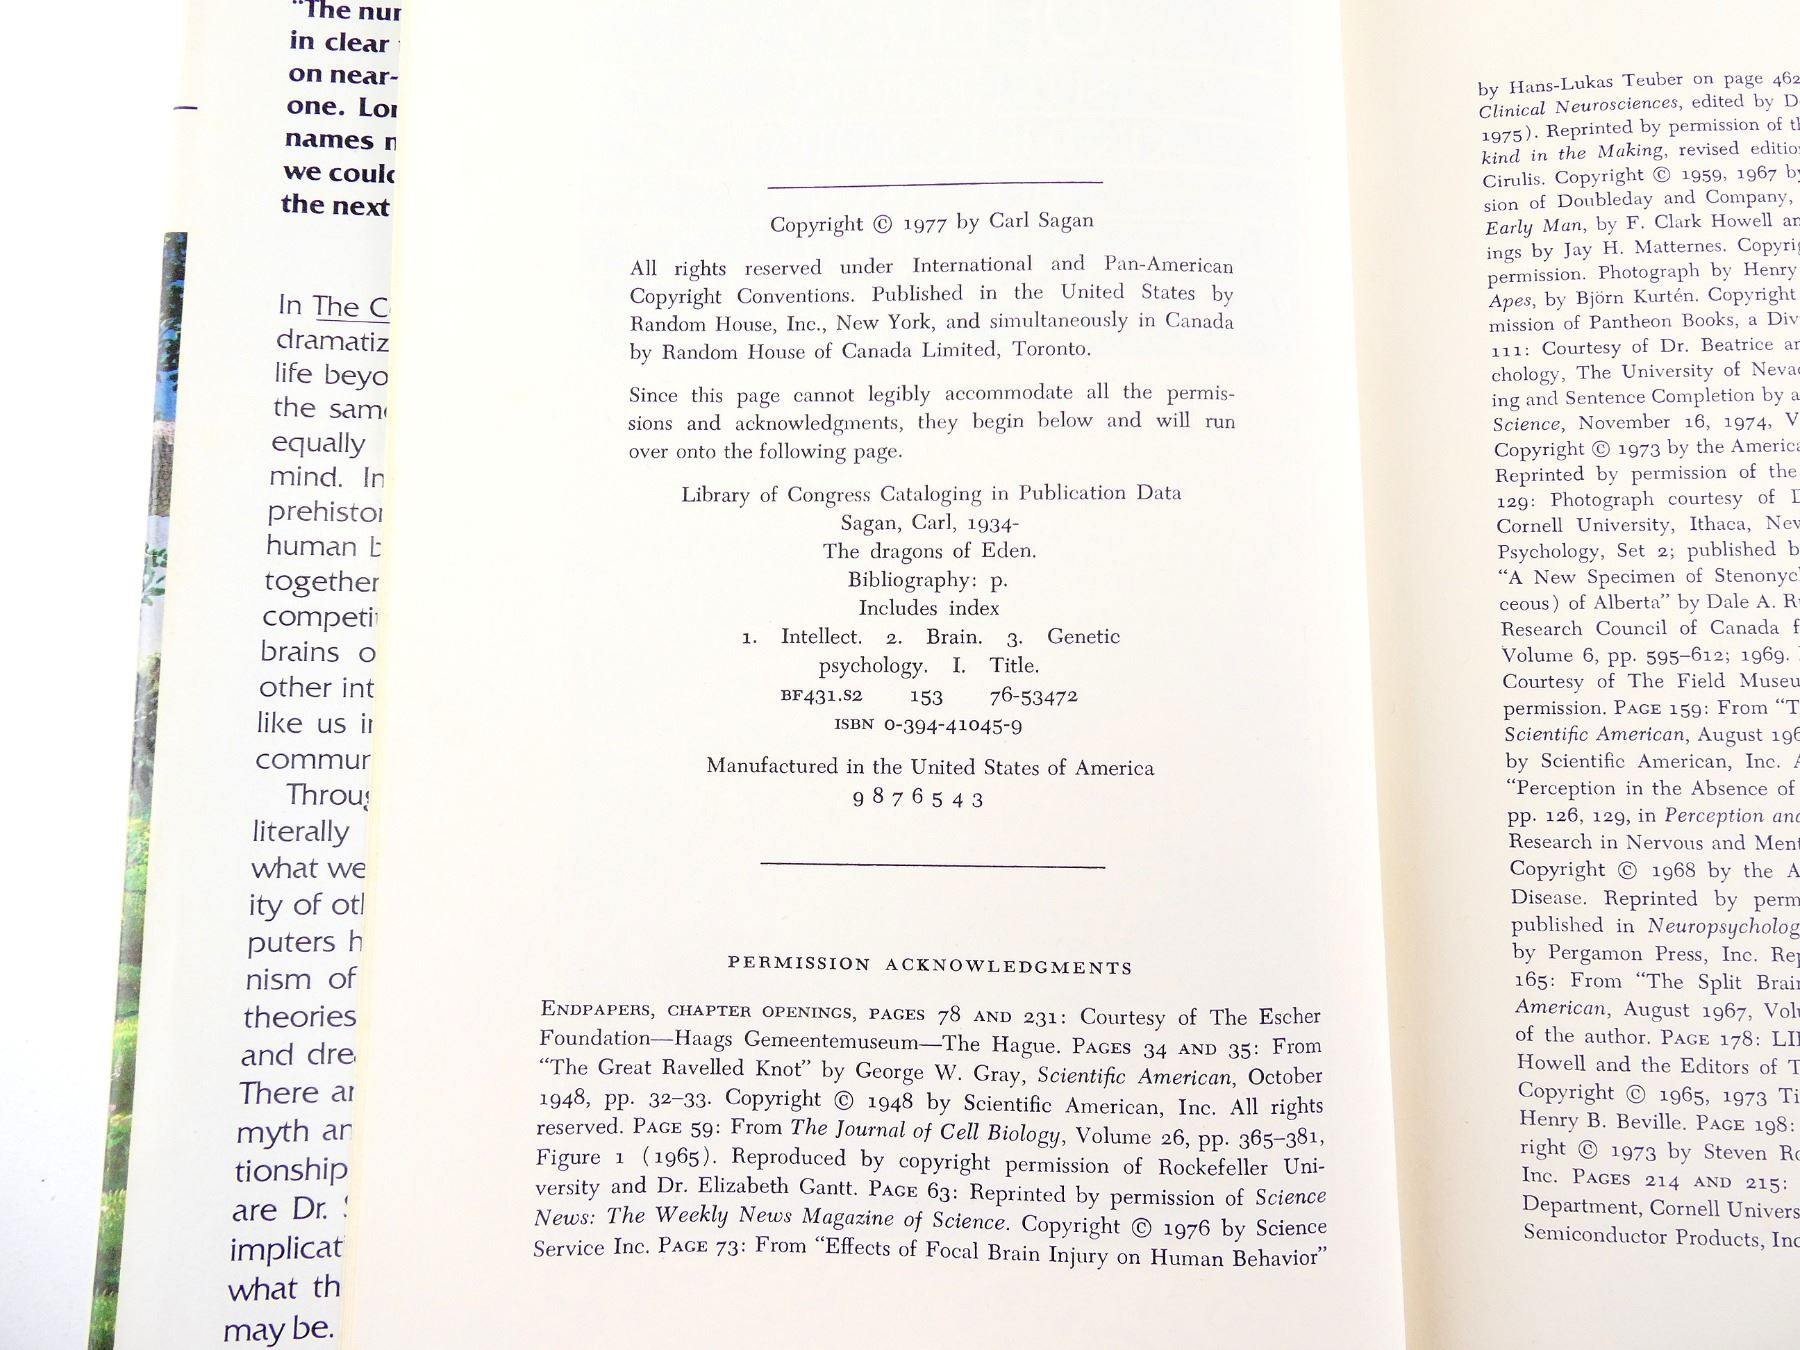 "The nur
in clear
on near-
one. Lor
names n
we coulc
the next
In The C
dramatiz
life beyo
the same
equally
mind. In
prehistor
human b
together
competi
brains o
other int
like us i
commur
Throug
literally
what we
ity of ot
puters h
nism of
theories
and dre
There ar
myth an
tionship
are Dr.
implicat
what th
may be.
Copyright © 1977 by Carl Sagan
All rights reserved under International and Pan-American
Copyright Conventions. Published in the United States by
Random House, Inc., New York, and simultaneously in Canada
by Random House of Canada Limited, Toronto.
Since this page cannot legibly accommodate all the permis-
sions and acknowledgments, they begin below and will run
over onto the following page.
Library of Congress Cataloging in Publication Data
Sagan, Carl, 1934-
The dragons of Eden.
Bibliography: p.
Includes index
1. Intellect. 2. Brain. 3. Genetic
psychology. I. Title.
BF431.S2 153 76-53472
ISBN 0-394-41045-9
Manufactured in the United States of America
9 8 7 6 5 4 3
PERMISSION ACKNOWLEDGMENTS
ENDPAPERS, CHAPTER OPENINGS, PAGES 78 AND 231: Courtesy of The Escher
Foundation—Haags Gemeentemuseum—The Hague. PAGES 34 AND 35: From
“The Great Ravelled Knot” by George W. Gray, Scientific American, October
1948, pp. 32–33. Copyright © 1948 by Scientific American, Inc. All rights
reserved. PAGE 59: From The Journal of Cell Biology, Volume 26, pp. 365–381,
Figure 1 (1965). Reproduced by copyright permission of Rockefeller Uni-
versity and Dr. Elizabeth Gantt. PAGE 63: Reprinted by permission of Science
News: The Weekly News Magazine of Science. Copyright © 1976 by Science
Service Inc. PAGE 73: From “Effects of Focal Brain Injury on Human Behavior”
by Hans-Lukas Teuber on page 462
Clinical Neurosciences, edited by D
1975). Reprinted by permission of th
kind in the Making, revised edition
Cirulis. Copyright © 1959, 1967 by
sion of Doubleday and Company,
Early Man, by F. Clark Howell an
ings by Jay H. Matternes. Copyrig
permission. Photograph by Henry
Apes, by Björn Kurtén. Copyright
mission of Pantheon Books, a Div
111: Courtesy of Dr. Beatrice an
chology, The University of Neva
ing and Sentence Completion by a
Science, November 16, 1974, V
Copyright © 1973 by the America
Reprinted by permission of the
129: Photograph courtesy of D
Cornell University, Ithaca, New
Psychology, Set 2; published b
“A New Specimen of Stenonyc
ceous) of Alberta” by Dale A. Ru
Research Council of Canada f
Volume 6, pp. 595–612; 1969.
Courtesy of The Field Museu
permission. PAGE 159: From “T
Scientific American, August 196
by Scientific American, Inc. A
“Perception in the Absence of
pp. 126, 129, in Perception and
Research in Nervous and Ment
Copyright © 1968 by the A
Disease. Reprinted by perm
published in Neuropsycholog
by Pergamon Press, Inc. Rep
165: From “The Split Brain
American, August 1967, Volu
of the author. PAGE 178: LI
Howell and the Editors of T
Copyright © 1965, 1973 Ti
Henry B. Beville. PAGE 198:
right © 1973 by Steven Ro
Inc. PAGES 214 AND 215:
Department, Cornell Univers
Semiconductor Products, Inc